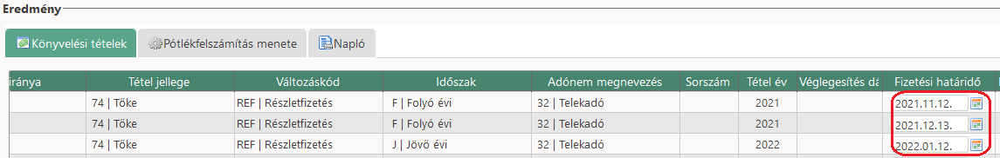 Eredmény
Könyvelési tételek Pótlékfelszámítás menete Napló
iránya Tétel jellege Változáskód Időszak Adónem megnevezés Sorszám Tétel év Véglegesítés dá Fizetési határidő
74 | Tőke REF | Részletfizetés F | Folyó évi 32 | Telekadó 2021 2021.11.12.
74 | Tőke REF | Részletfizetés F | Folyó évi 32 | Telekadó 2021 2021.12.13.
74 | Tőke REF | Részletfizetés J | Jövő évi 32 | Telekadó 2022 2022.01.12.